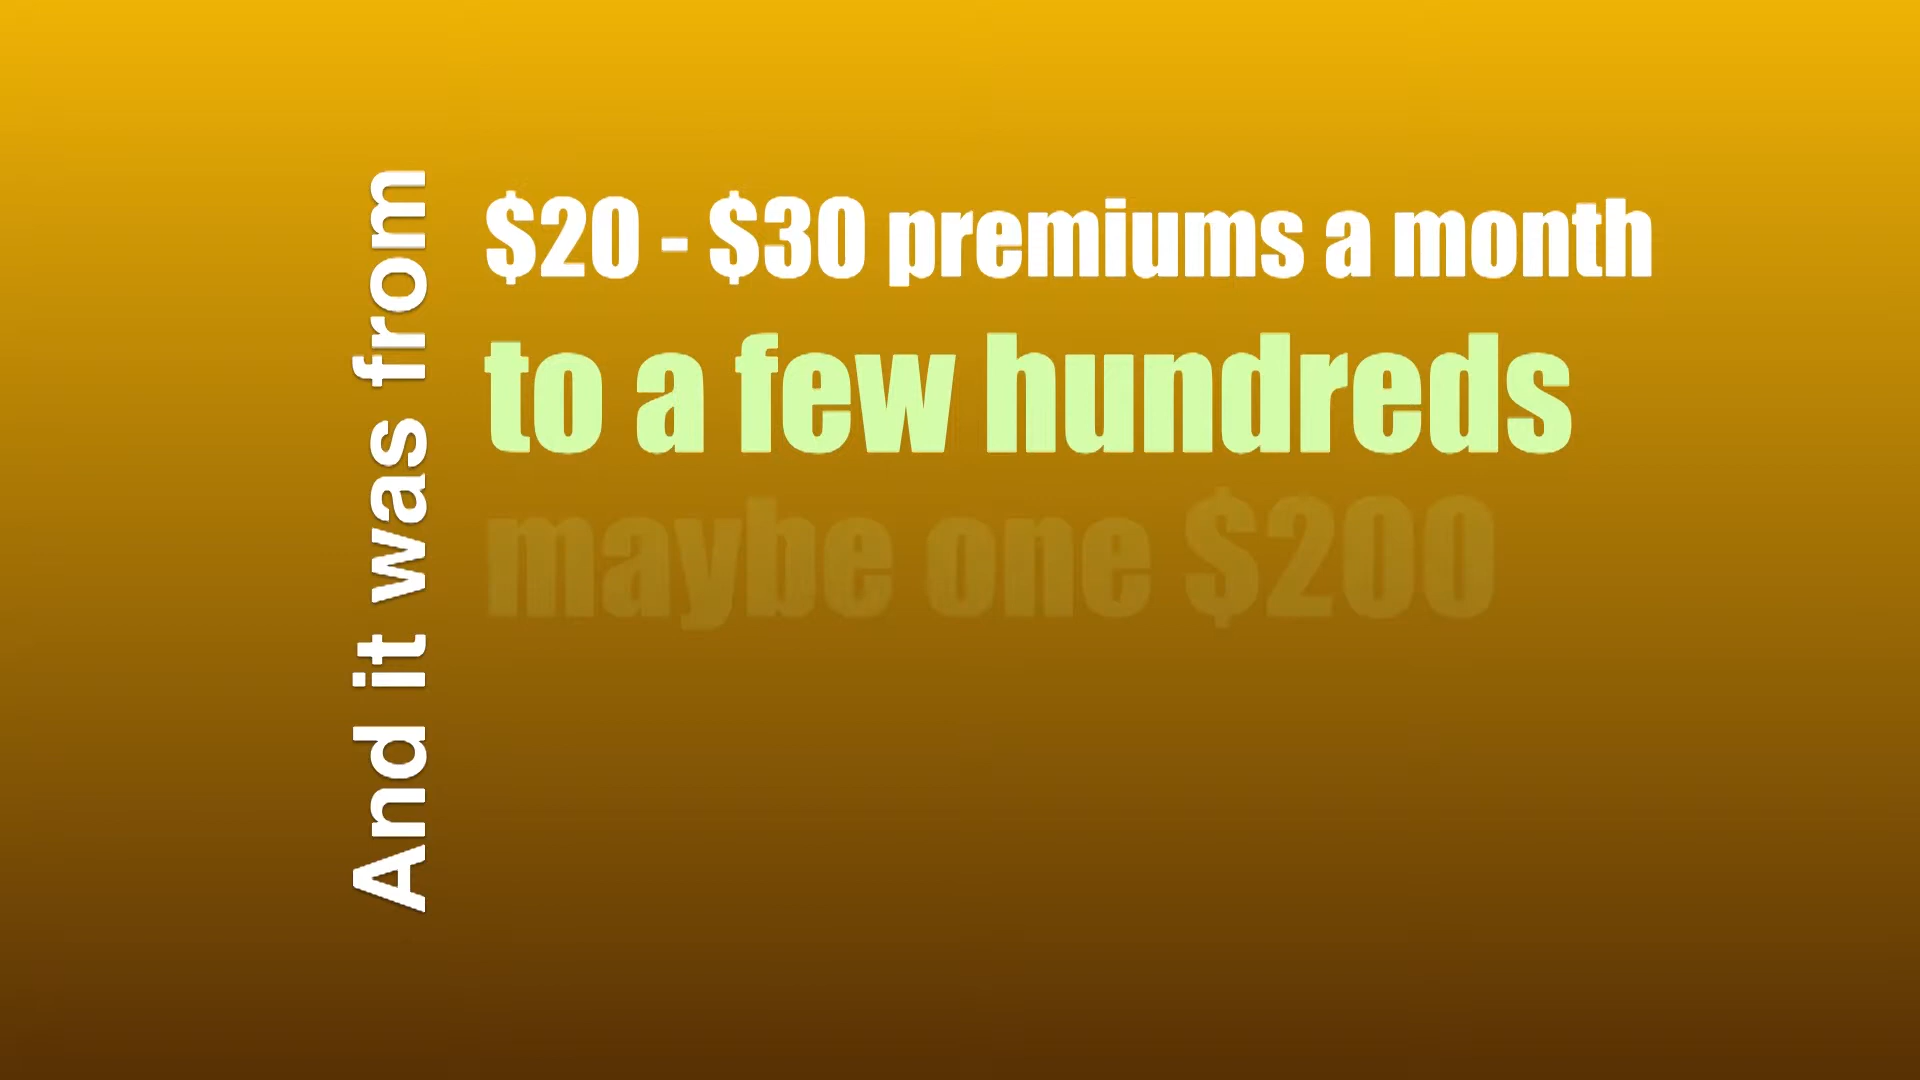 And it was from
$20 - $30 premiums a month
to a few hundreds
maybe one $200